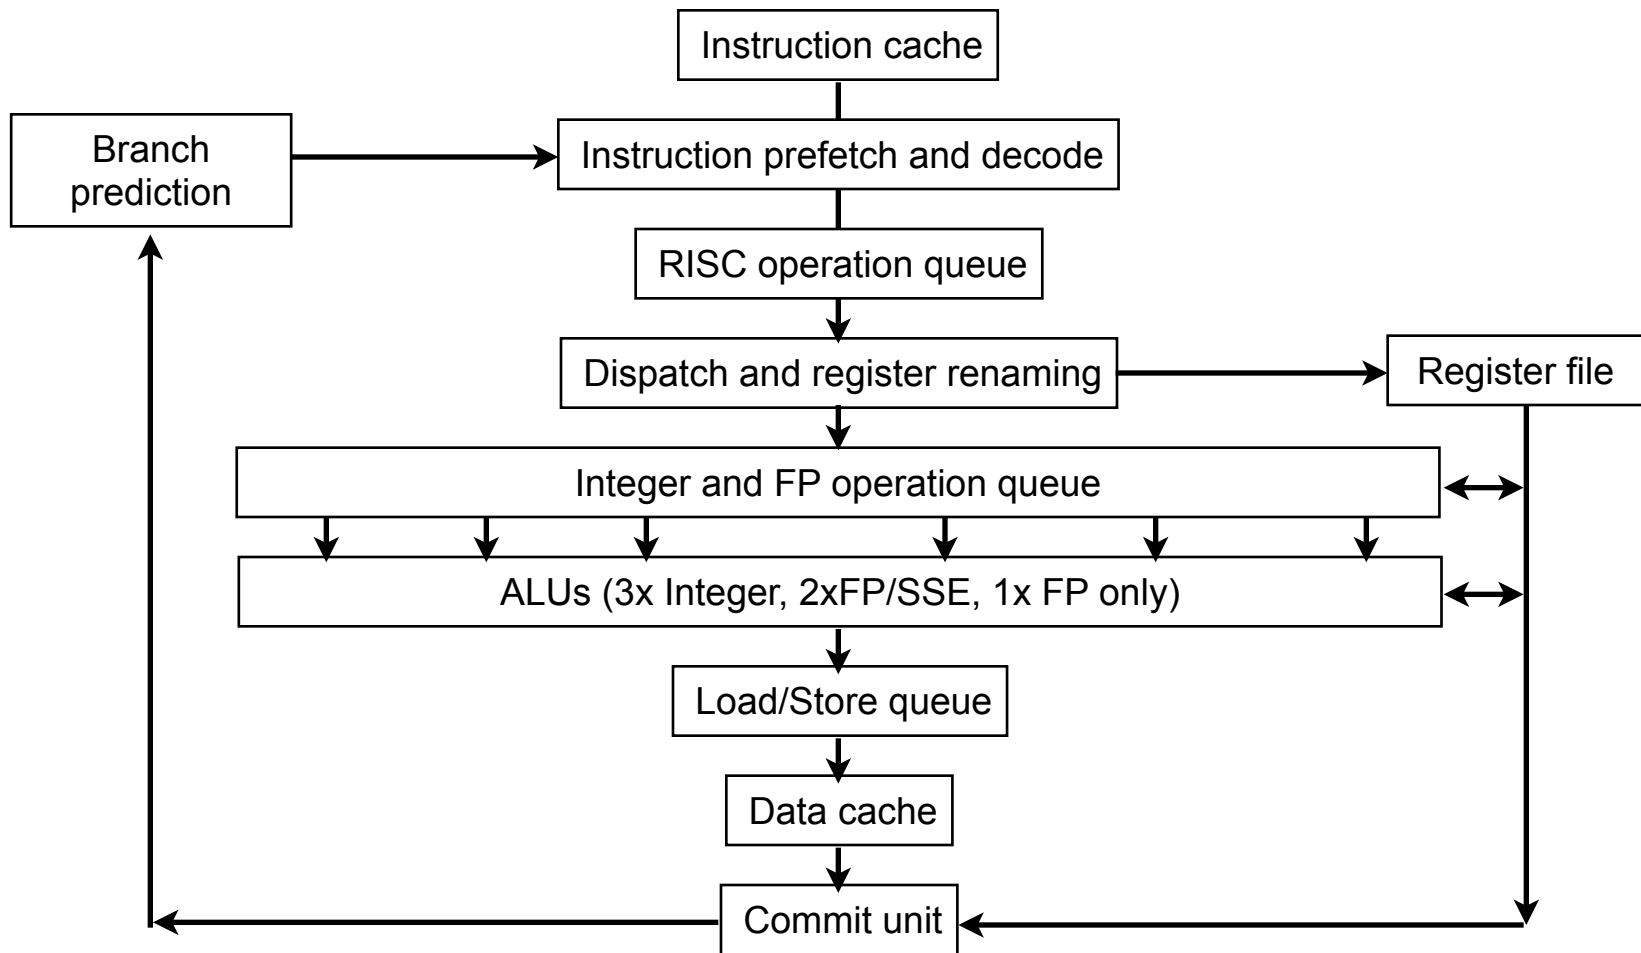 Instruction cache
Branch
prediction
Instruction prefetch and decode
RISC operation queue
Dispatch and register renaming
Register file
Integer and FP operation queue
ALUs (3x Integer, 2xFP/SSE, 1x FP only)
Load/Store queue
Data cache
Commit unit